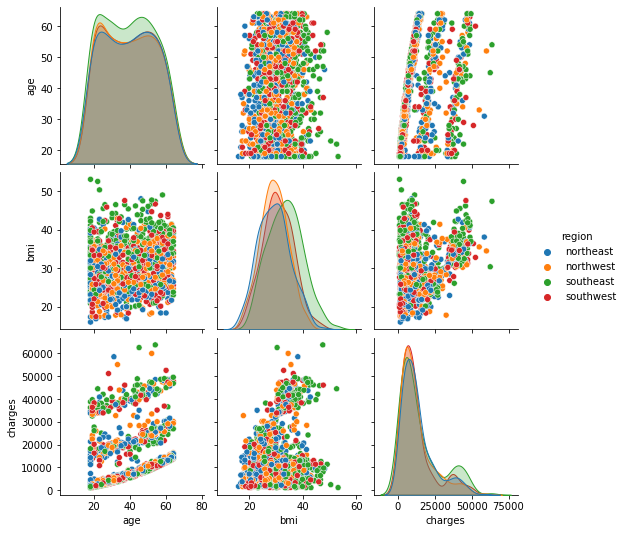 60
50
40
30
20
age
50
40
30
20
bmi
region
northeast
northwest
southeast
southwest
60000
50000
40000
30000
20000
10000
0
charges
20 40 60 80
20 40 60
0 25000 50000 75000
age bmi charges